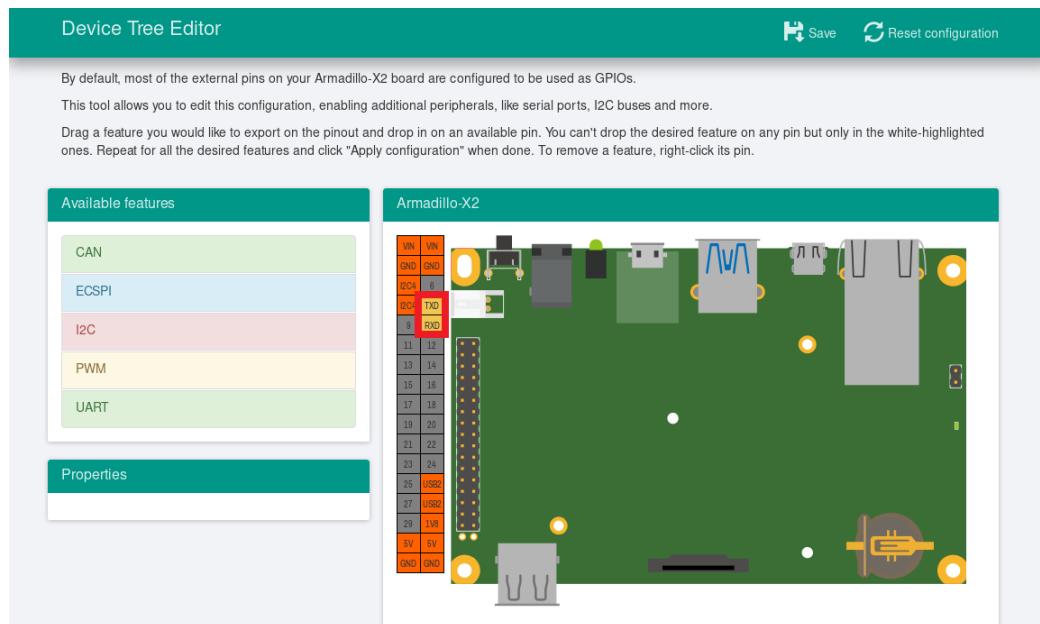 Device Tree Editor
Save
Reset configuration
By default, most of the external pins on your Armadillo-X2 board are configured to be used as GPIOs.
This tool allows you to edit this configuration, enabling additional peripherals, like serial ports, I2C buses and more.
Drag a feature you would like to export on the pinout and drop in on an available pin. You can't drop the desired feature on any pin but only in the white-highlighted
ones. Repeat for all the desired features and click "Apply configuration" when done. To remove a feature, right-click its pin.
Available features
CAN
ECSPI
I2C
PWM
UART
Properties
Armadillo-X2
VIN VIN
GND GND
I2C4 6
I2C4 TXD
9 RXD
11 12
13 14
15 16
17 18
19 20
21 22
23 24
25 USB2
27 USB2
29 1V8
5V 5V
GND GND